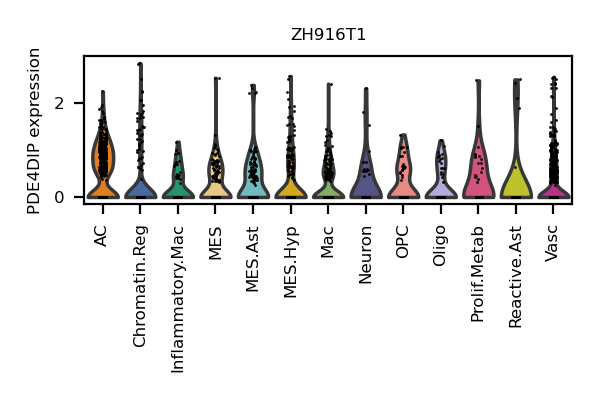 ZH916T1
PDE4DIP expression
2
0
AC
Chromatin.Reg
Inflammatory.Mac
MES
MES.Ast
MES.Hyp
Mac
Neuron
OPC
Oligo
Prolif.Metab
Reactive.Ast
Vasc